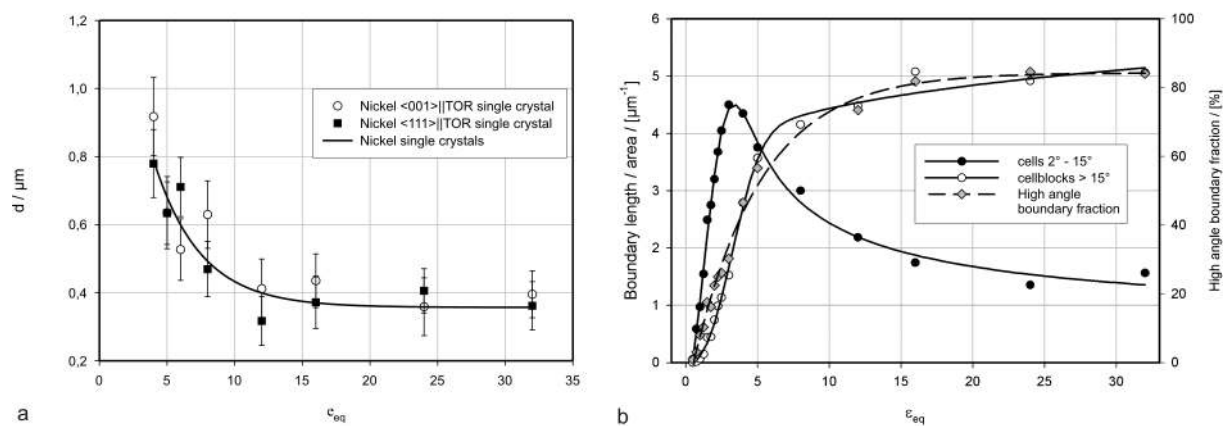 1,2
1,0
0,8
0,6
0,4
0,2
d / µm
0 5 10 15 20 25 30 35
Nickel <001>||TOR single crystal
Nickel <111>||TOR single crystal
Nickel single crystals
a
eeq
6
5
4
3
2
1
0
Boundary length / area / [µm-1]
0 5 10 15 20 25 30
cells 2° - 15°
cellblocks > 15°
High angle
boundary fraction
100
80
60
40
20
0
High angle boundary fraction / [%]
b
εeq